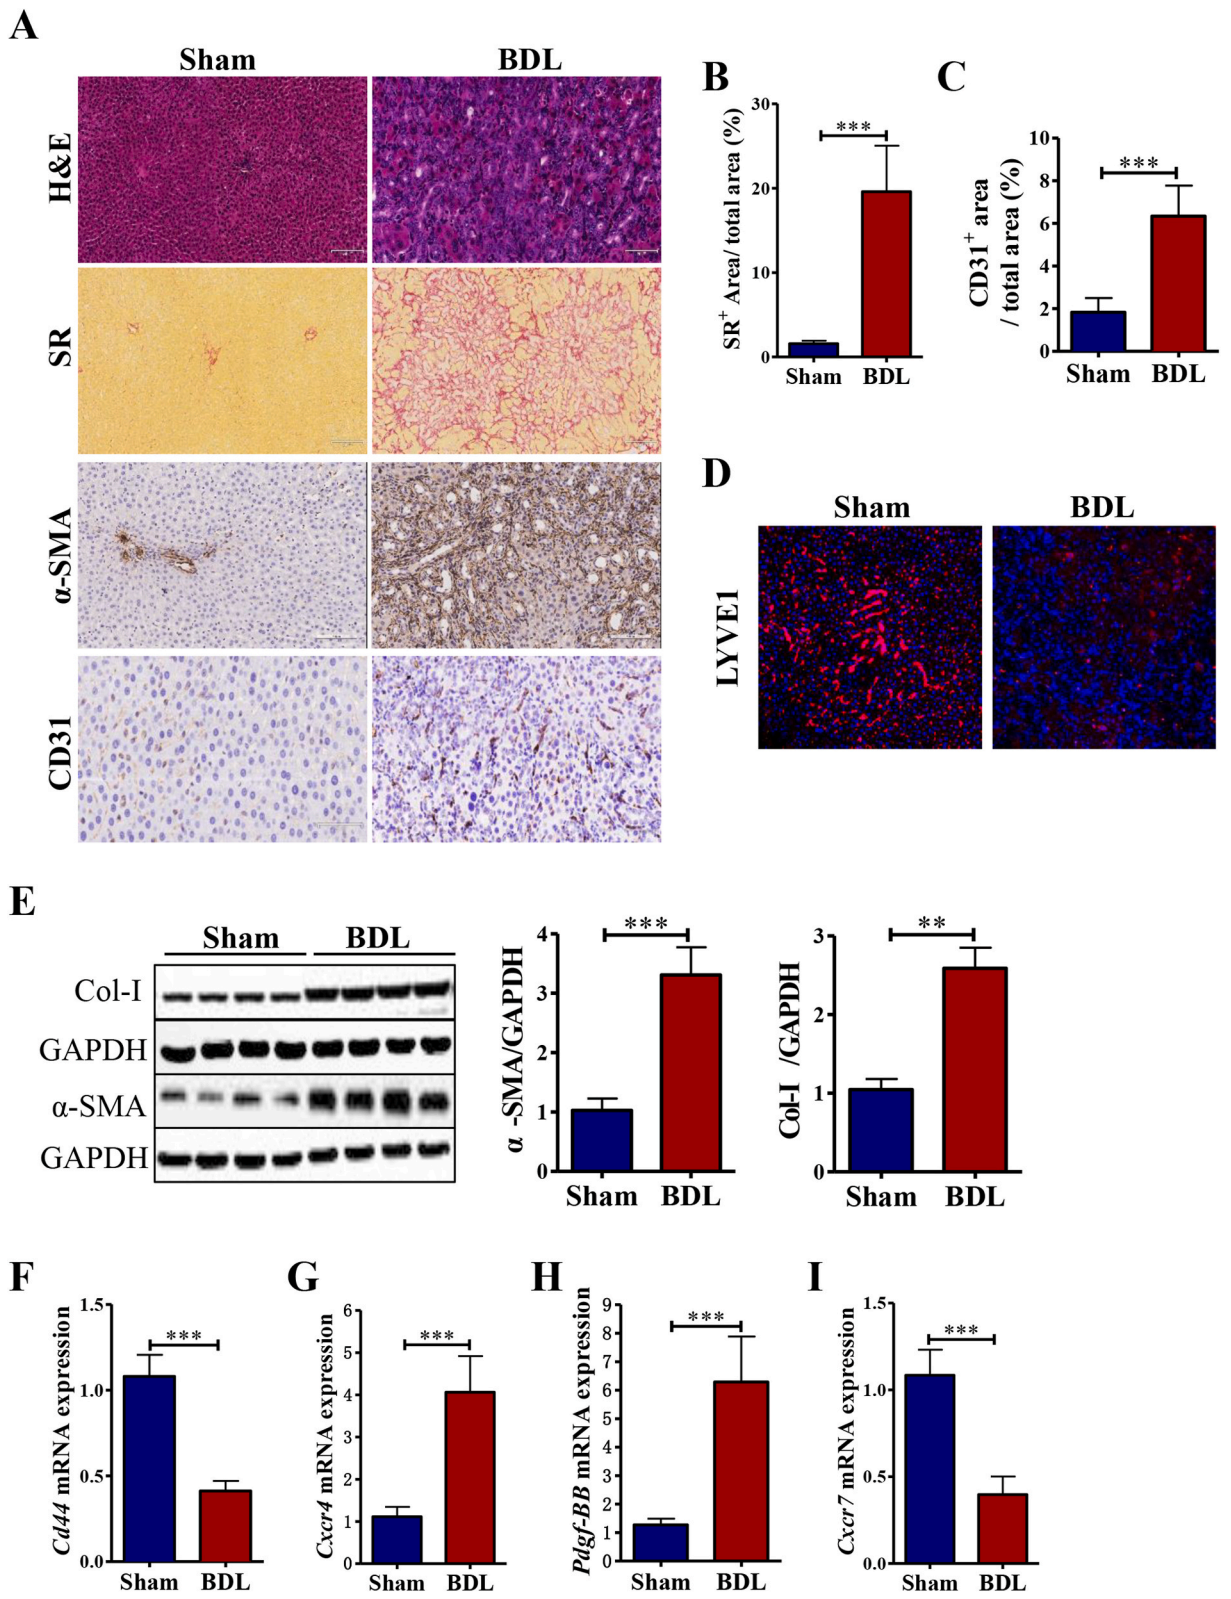 A
Sham BDL
H&E
SR
α-SMA
CD31
B
SR+ Area/ total area (%)
30
20
10
0
***
Sham BDL
C
CD31+ area
/ total area (%)
10
8
6
4
2
0
***
Sham BDL
D
Sham BDL
LYVE1
E
Sham BDL
Col-I
GAPDH
α-SMA
GAPDH
α -SMA/GAPDH
4
3
2
1
0
***
Sham BDL
Col-I /GAPDH
3
2
1
0
**
Sham BDL
F
Cd44 mRNA expression
1.5
1.0
0.5
0.0
***
Sham BDL
G
Cxcr4 mRNA expression
6
5
4
3
2
1
0
***
Sham BDL
H
Pdgf-BB mRNA expression
9
8
7
6
5
4
3
2
1
0
***
Sham BDL
I
Cxcr7 mRNA expression
1.5
1.0
0.5
0.0
***
Sham BDL